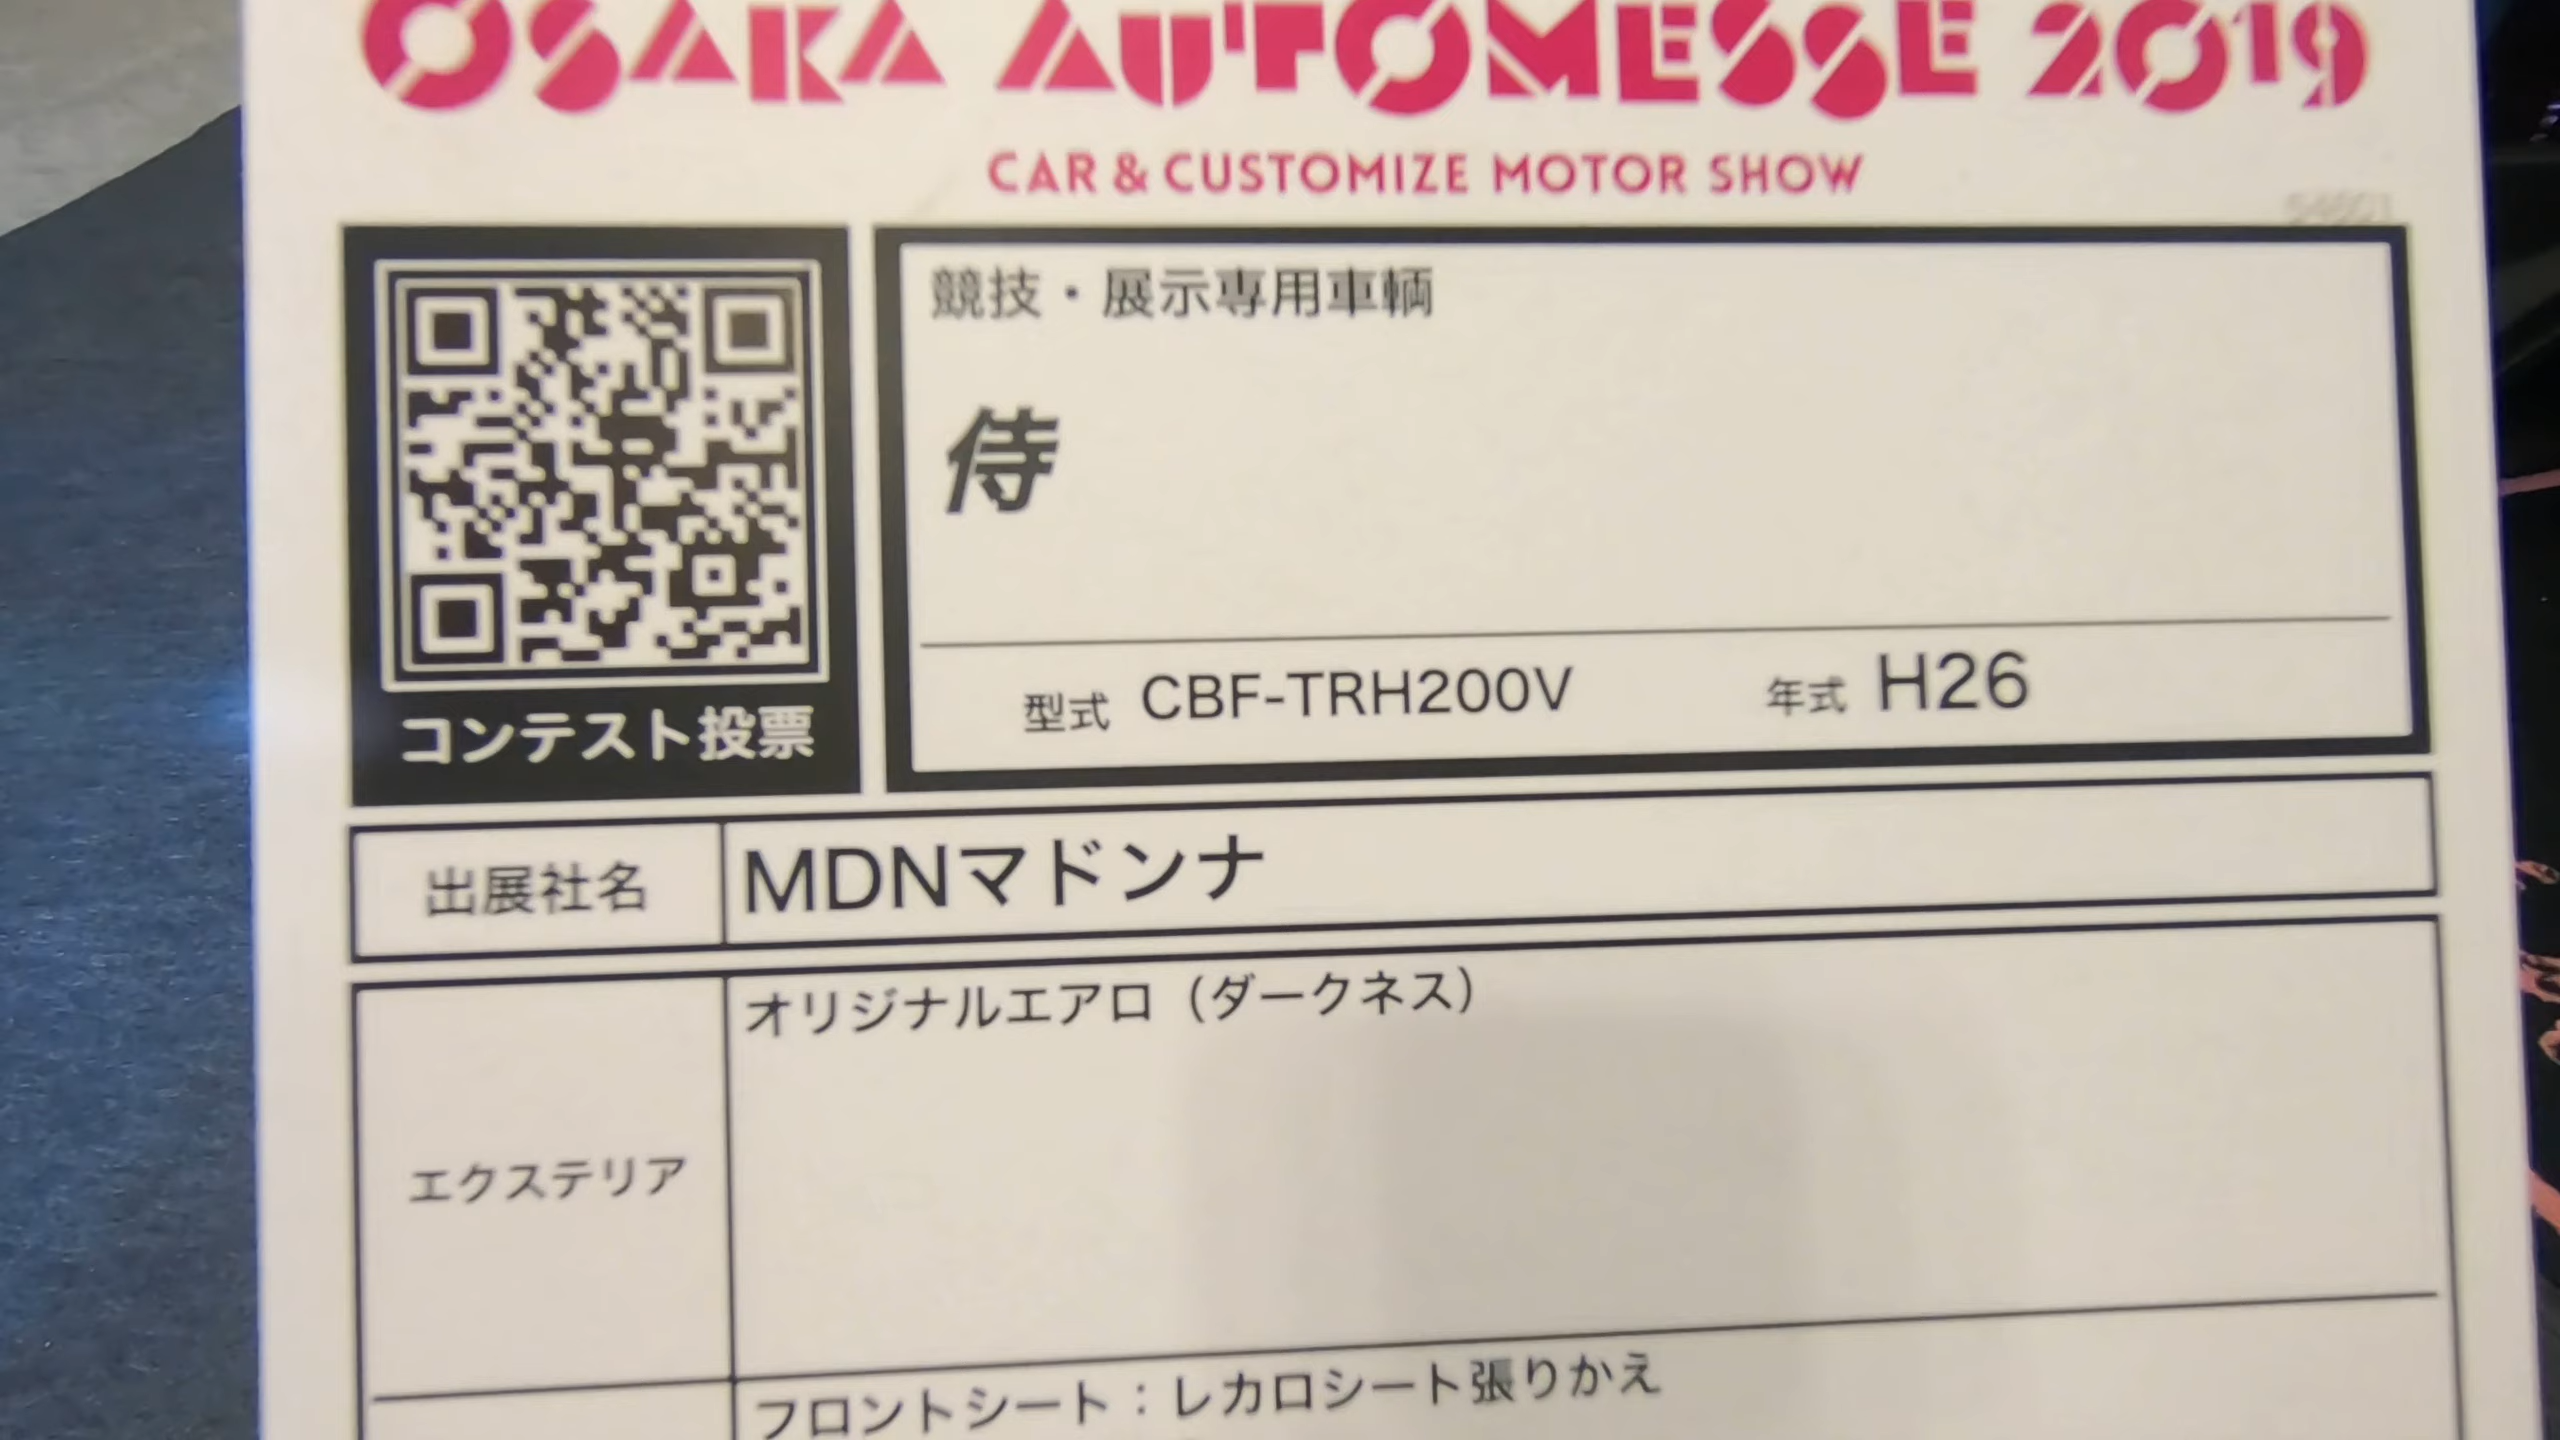 OSAKA AUTOMESSE 2019
CAR & CUSTOMIZE MOTOR SHOW
競技・展示専用車輌
侍
型式 CBF-TRH200V 年式 H26
コンテスト投票
出展社名 MDNマドンナ
オリジナルエアロ（ダークネス）
エクステリア
フロントシート：レカロシート張りかえ